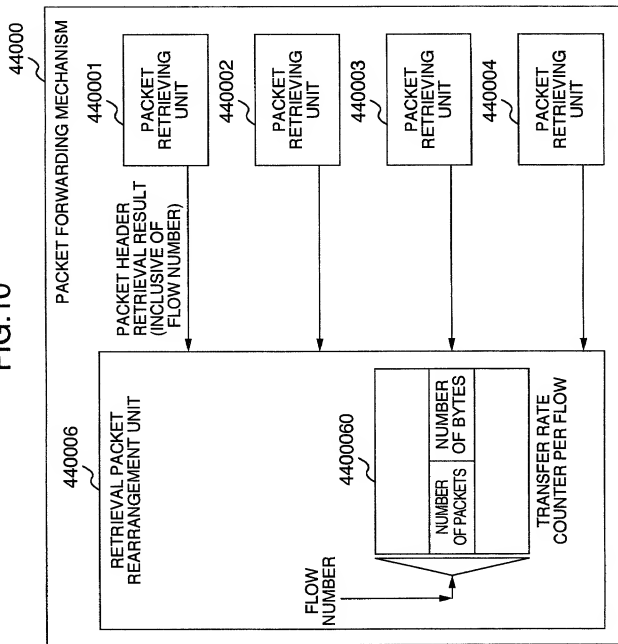 FIG.10
44000
PACKET FORWARDING MECHANISM
440001
PACKET
RETRIEVING
UNIT
440002
PACKET
RETRIEVING
UNIT
440003
PACKET
RETRIEVING
UNIT
440004
PACKET
RETRIEVING
UNIT
PACKET HEADER
RETRIEVAL RESULT
(INCLUSIVE OF
FLOW NUMBER)
440006
RETRIEVAL PACKET
REARRANGEMENT UNIT
4400060
NUMBER
OF PACKETS
NUMBER
OF BYTES
TRANSFER RATE
COUNTER PER FLOW
FLOW
NUMBER